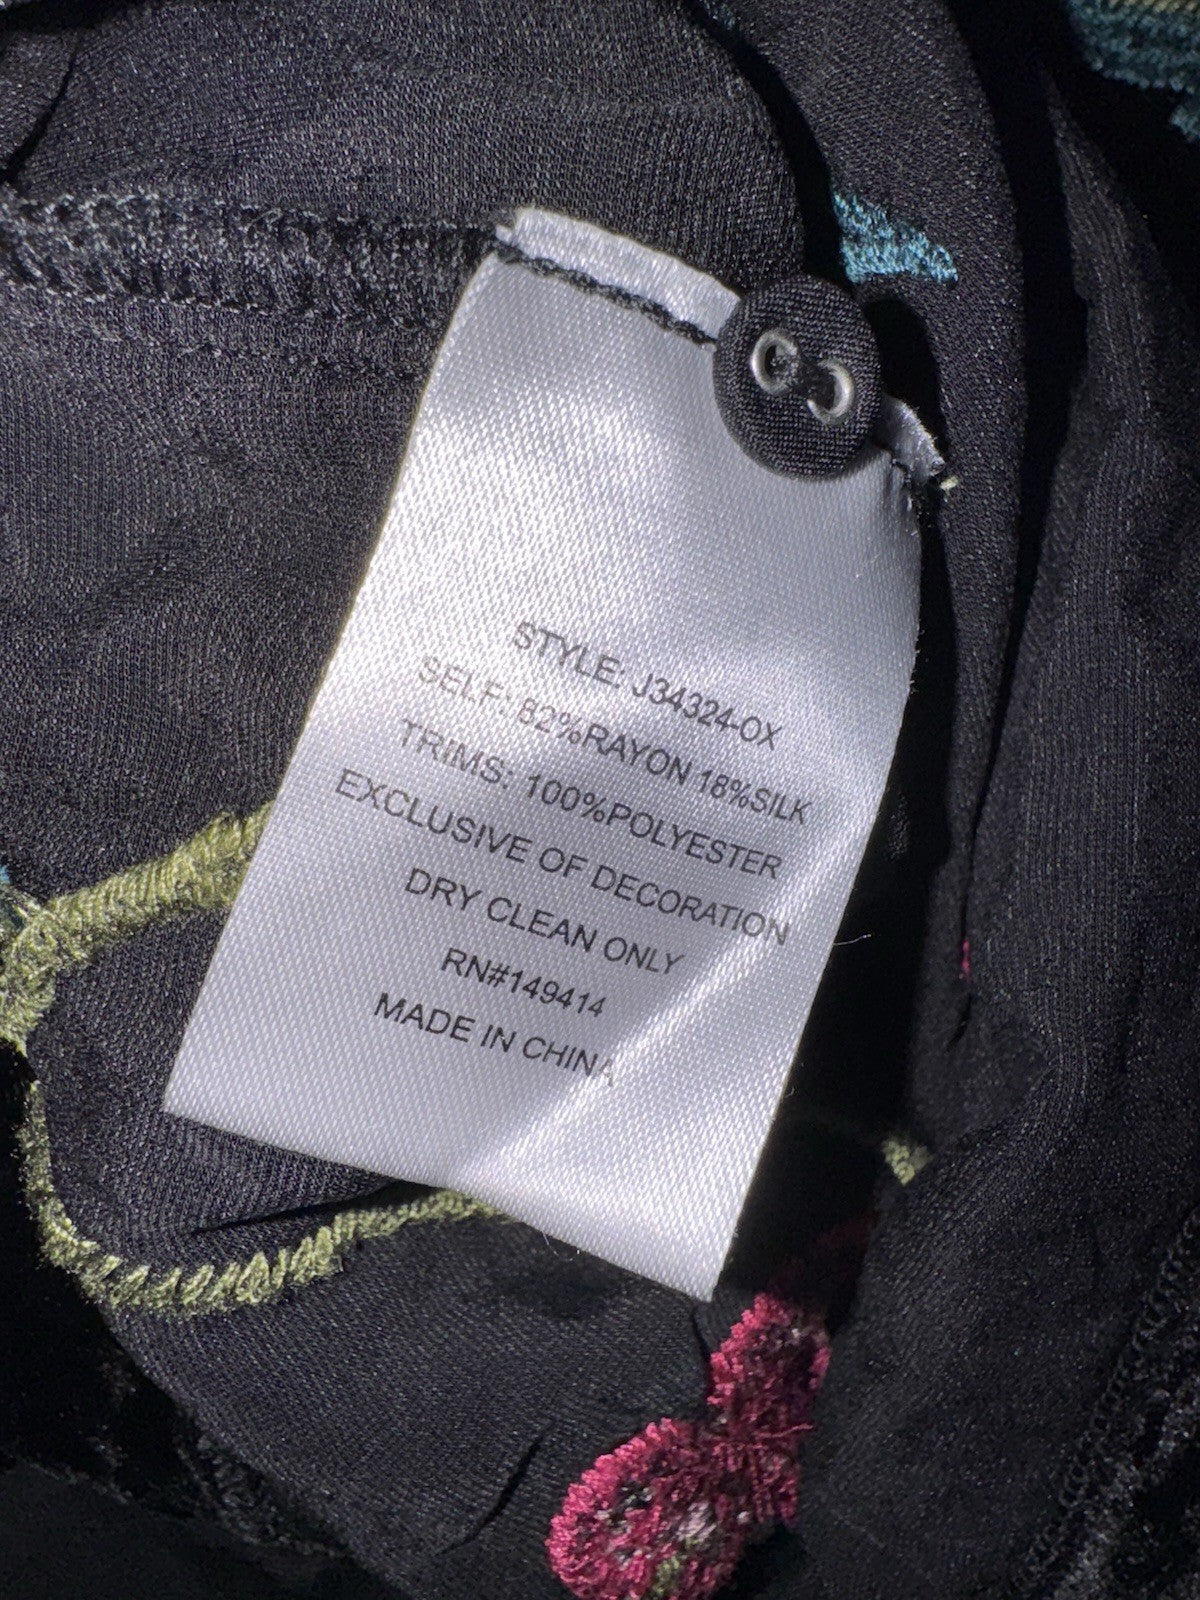 STYLE: J34324-OX
SELF: 82%RAYON 18%SILK
TRIMS: 100%POLYESTER
EXCLUSIVE OF DECORATION
DRY CLEAN ONLY
RN#149414
MADE IN CHINA